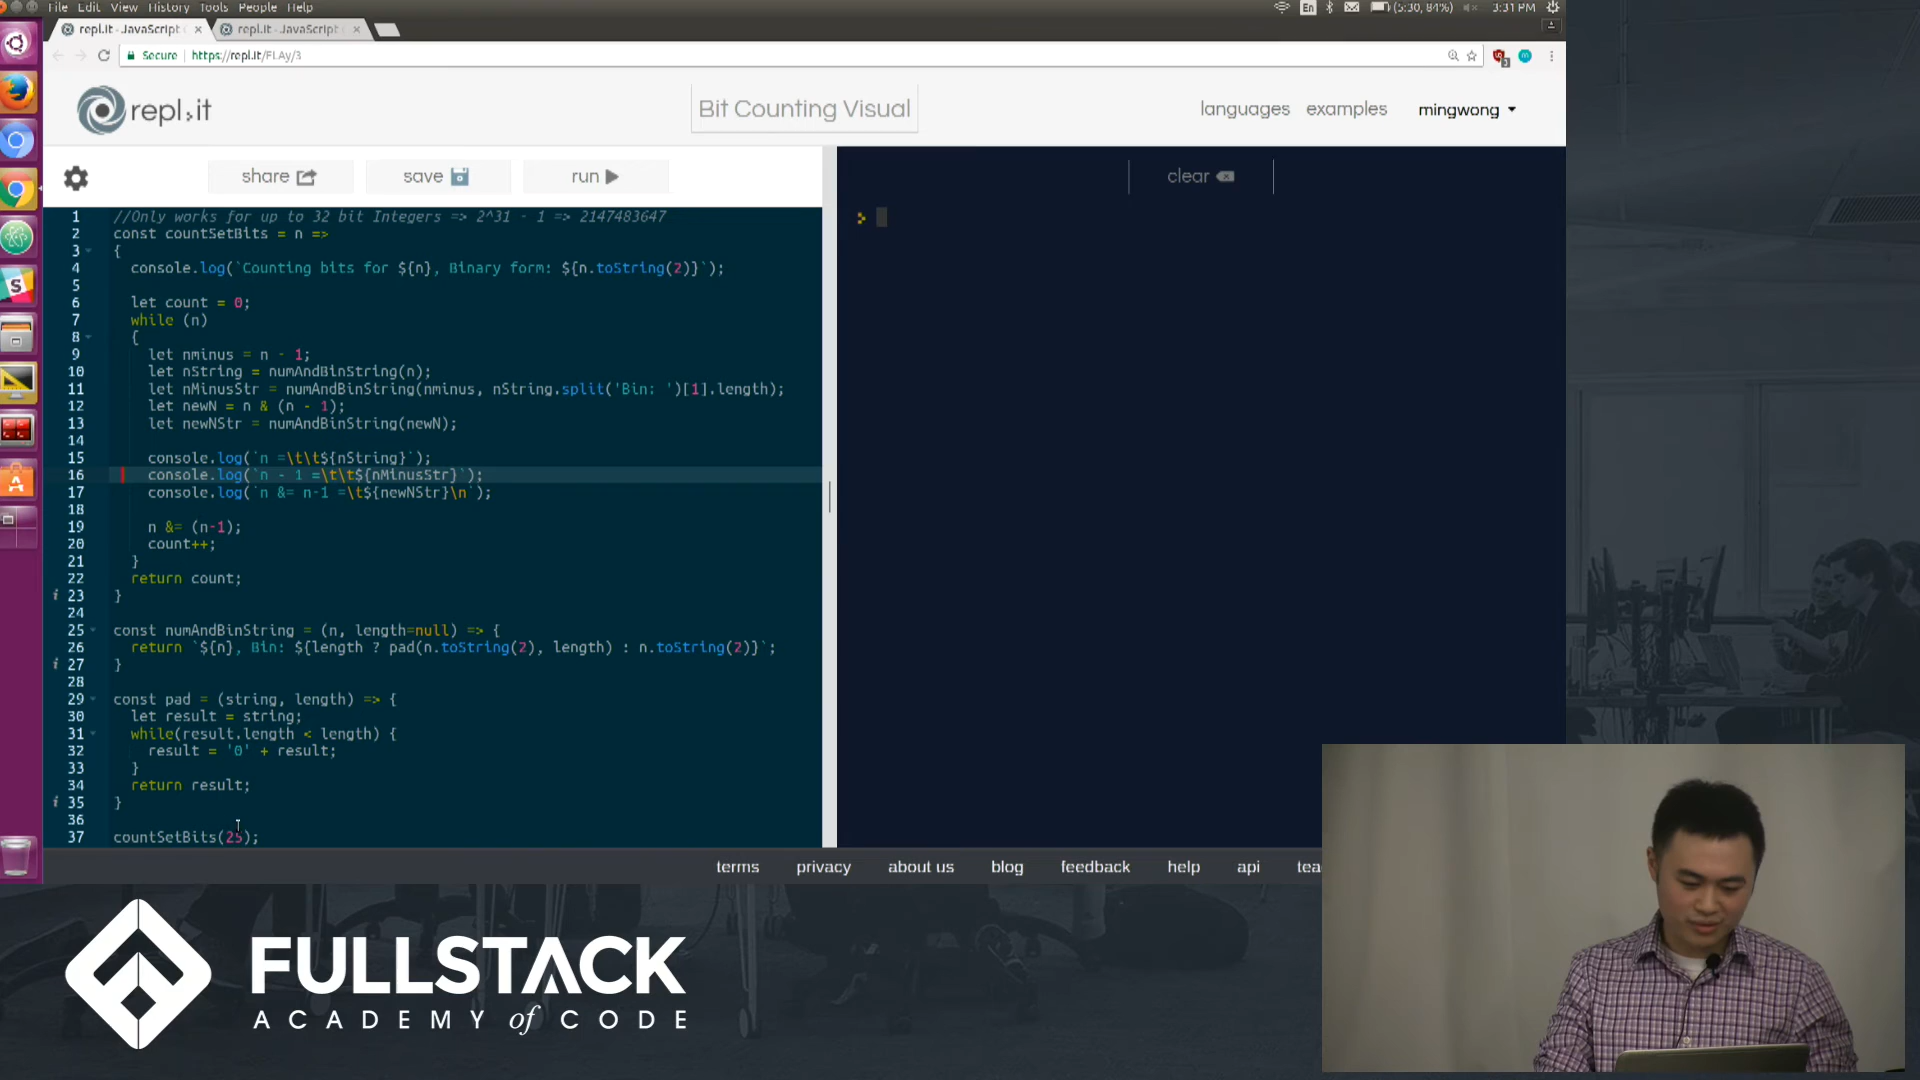 File Edit View History Tools People Help
En (5:30, 84%) 3:31 PM
repl.it - JavaScript repl.it - JavaScript
Secure https://repl.it/FLAy/3
repl.it Bit Counting Visual languages examples mingwong
share save run clear
1 //Only works for up to 32 bit Integers => 2^31 - 1 => 2147483647
2 const countSetBits = n =>
3 {
4 console.log(`Counting bits for ${n}, Binary form: ${n.toString(2)}`);
5
6 let count = 0;
7 while (n)
8 {
9 let nminus = n - 1;
10 let nString = numAndBinString(n);
11 let nMinusStr = numAndBinString(nminus, nString.split('Bin: ')[1].length);
12 let newN = n & (n - 1);
13 let newNStr = numAndBinString(newN);
14
15 console.log(`n =\t\t${nString}`);
16 console.log(`n - 1 =\t\t${nMinusStr}`);
17 console.log(`n &= n-1 =\t${newNStr}\n`);
18
19 n &= (n-1);
20 count++;
21 }
22 return count;
23 }
24
25 const numAndBinString = (n, length=null) => {
26 return `${n}, Bin: ${length ? pad(n.toString(2), length) : n.toString(2)}`;
27 }
28
29 const pad = (string, length) => {
30 let result = string;
31 while(result.length < length) {
32 result = '0' + result;
33 }
34 return result;
35 }
36
37 countSetBits(25);
terms privacy about us blog feedback help api tea
FULLSTACK
ACADEMY of CODE